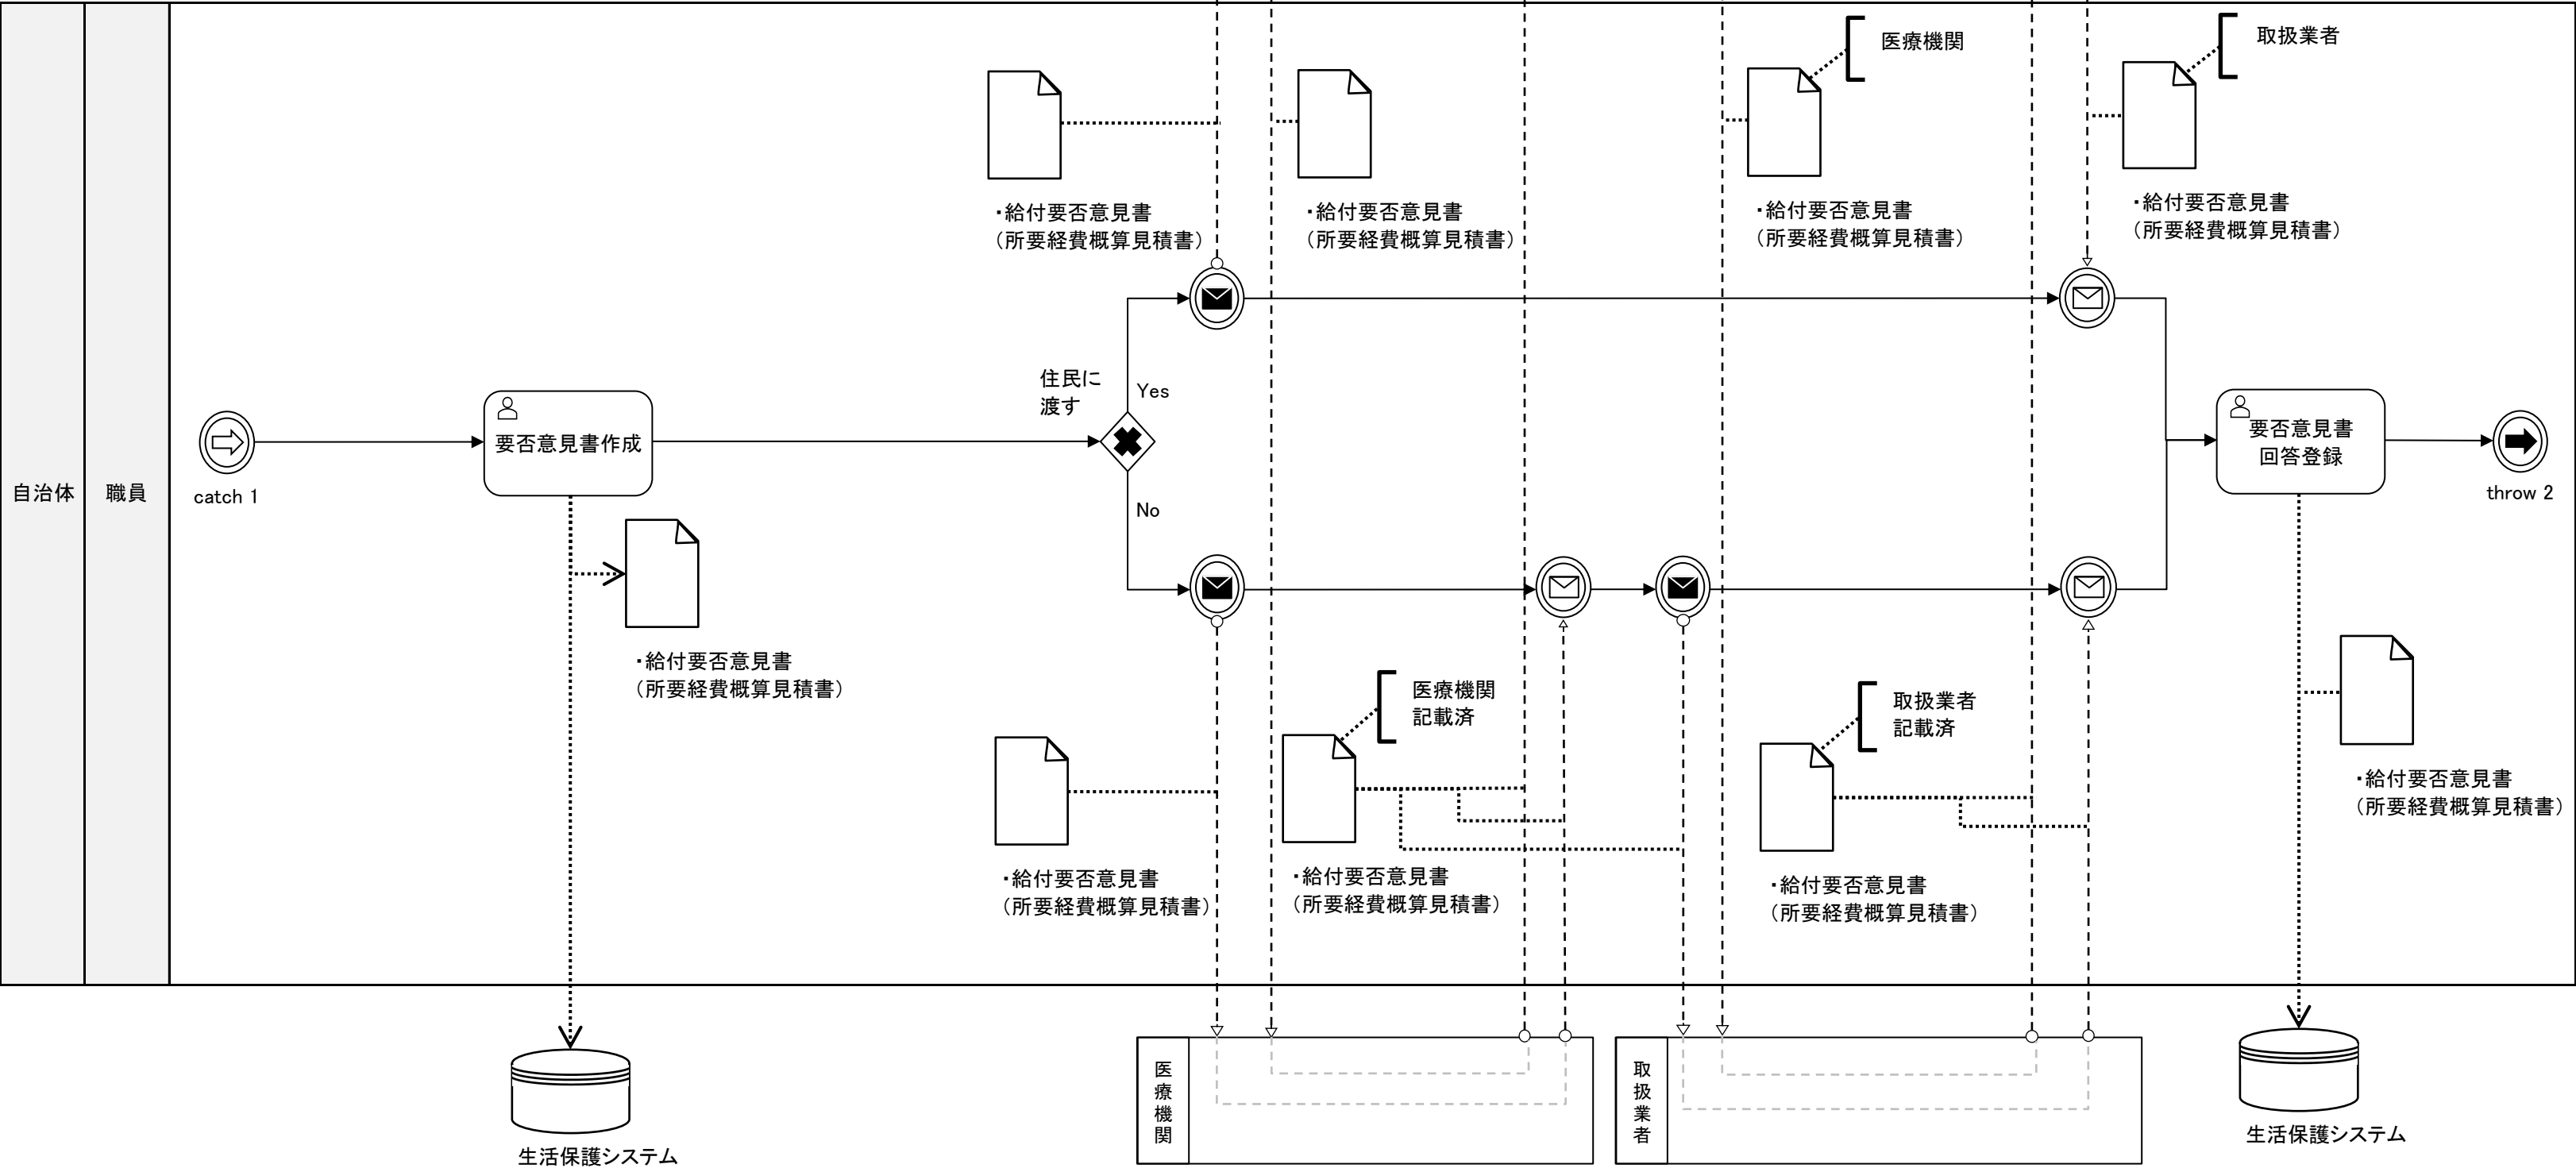 医療機関
取扱業者
・給付要否意見書
（所要経費概算見積書）
・給付要否意見書
（所要経費概算見積書）
・給付要否意見書
（所要経費概算見積書）
・給付要否意見書
（所要経費概算見積書）
自治体
職員
catch 1
要否意見書作成
住民に
渡す
Yes
No
要否意見書
回答登録
throw 2
・給付要否意見書
（所要経費概算見積書）
医療機関
記載済
取扱業者
記載済
・給付要否意見書
（所要経費概算見積書）
・給付要否意見書
（所要経費概算見積書）
・給付要否意見書
（所要経費概算見積書）
・給付要否意見書
（所要経費概算見積書）
生活保護システム
医療機関
取扱業者
生活保護システム